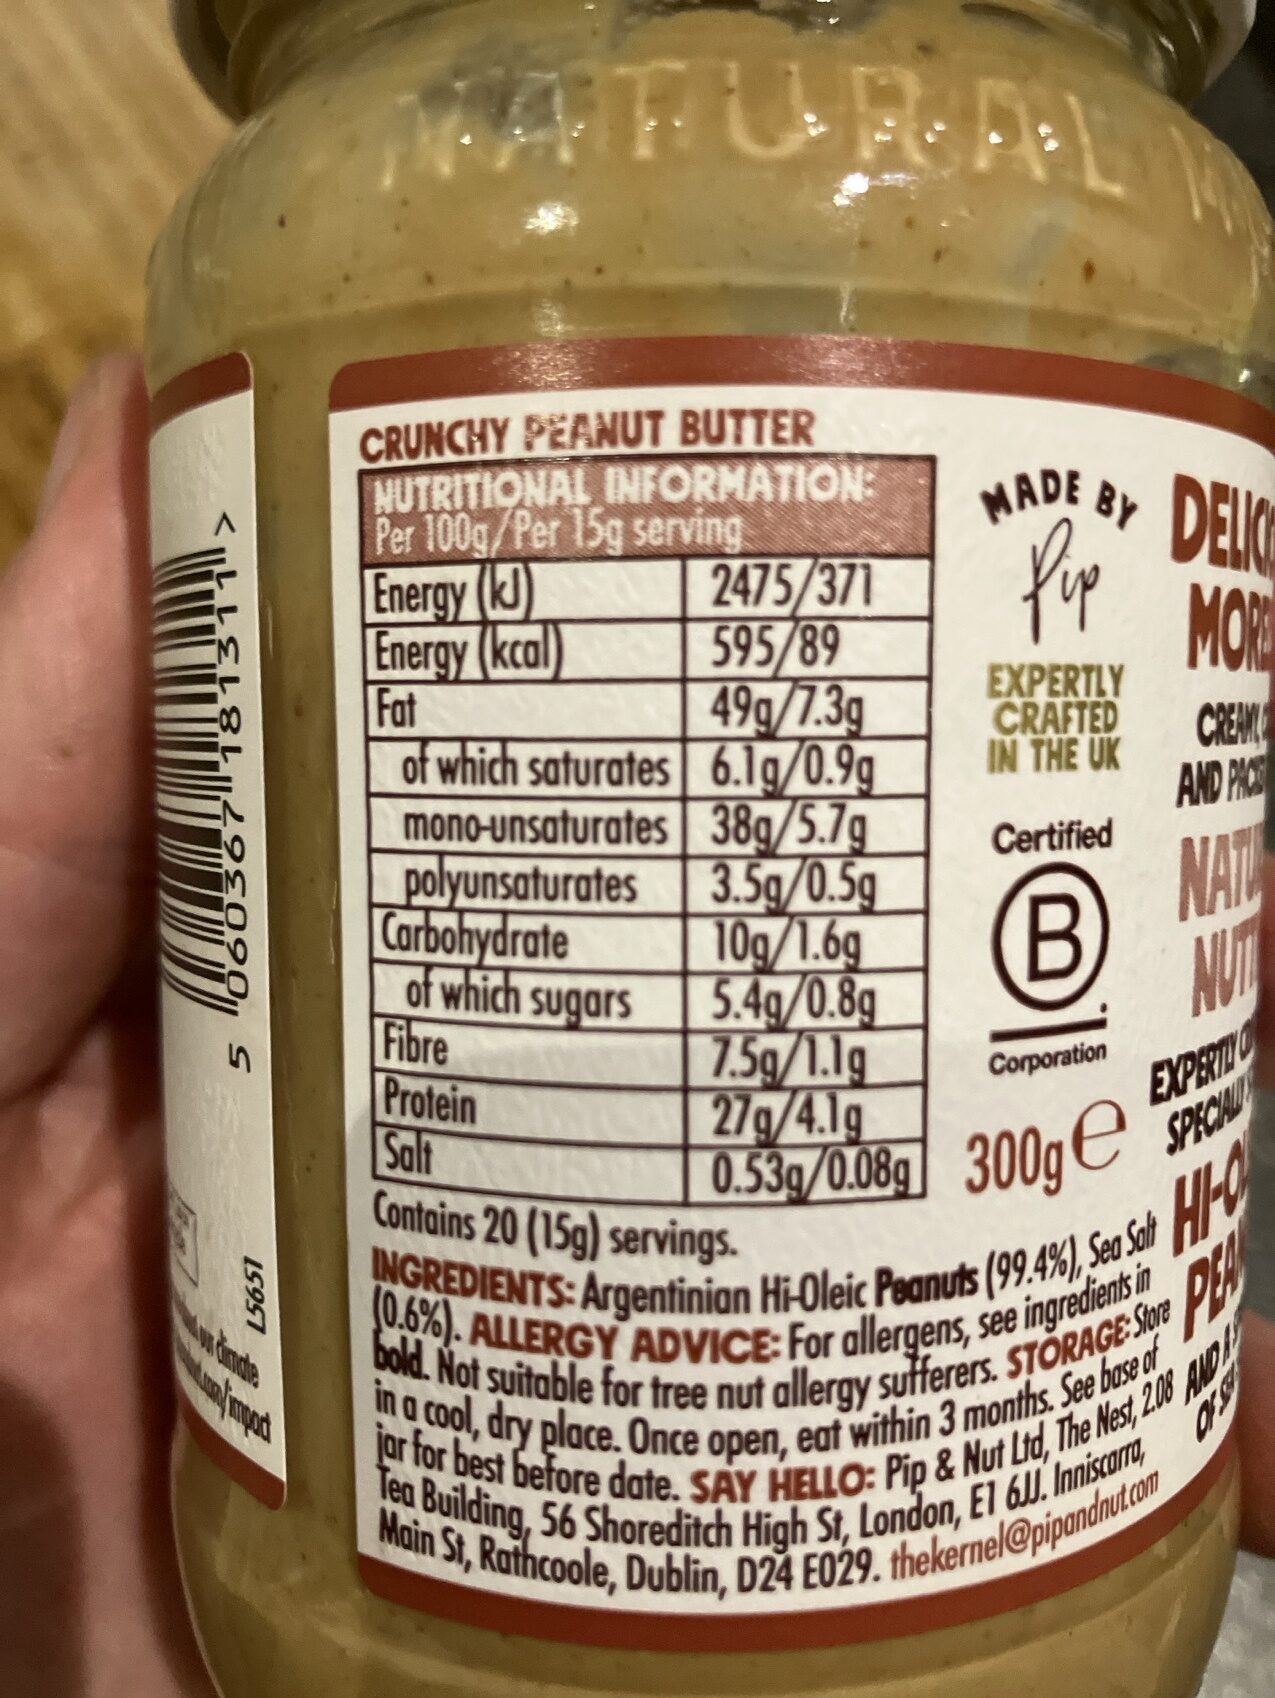 NATURAL
CRUNCHY PEANUT BUTTER
NUTRITIONAL INFORMATION:
Per 100g/Per 15g serving
Energy (kJ) 2475/371
Energy (kcal) 595/89
Fat 49g/7.3g
of which saturates 6.1g/0.9g
mono-unsaturates 38g/5.7g
polyunsaturates 3.5g/0.5g
Carbohydrate 10g/1.6g
of which sugars 5.4g/0.8g
Fibre 7.5g/1.1g
Protein 27g/4.1g
Salt 0.53g/0.08g
Contains 20 (15g) servings.
INGREDIENTS: Argentinian Hi-Oleic Peanuts (99.4%), Sea Salt
(0.6%). ALLERGY ADVICE: For allergens, see ingredients in
bold. Not suitable for tree nut allergy sufferers. STORAGE: Store
in a cool, dry place. Once open, eat within 3 months. See base of
jar for best before date. SAY HELLO: Pip & Nut Ltd, The Nest, 2.08
Tea Building, 56 Shoreditch High St, London, E1 6JJ. Inniscarra,
Main St, Rathcoole, Dublin, D24 E029. thekernel@pipandnut.com
MADE BY
Pip
EXPERTLY
CRAFTED
IN THE UK
Certified
B
Corporation
300g e
CREAMY,
AND
EXPERTLY
HI-
AND A
OF
5 060367 181311 >
L5651
our climate